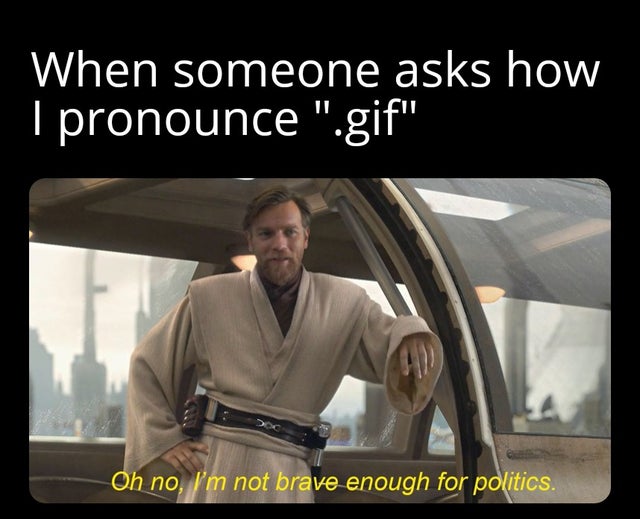 When someone asks how
I pronounce ".gif"
Oh no, I'm not brave enough for politics.